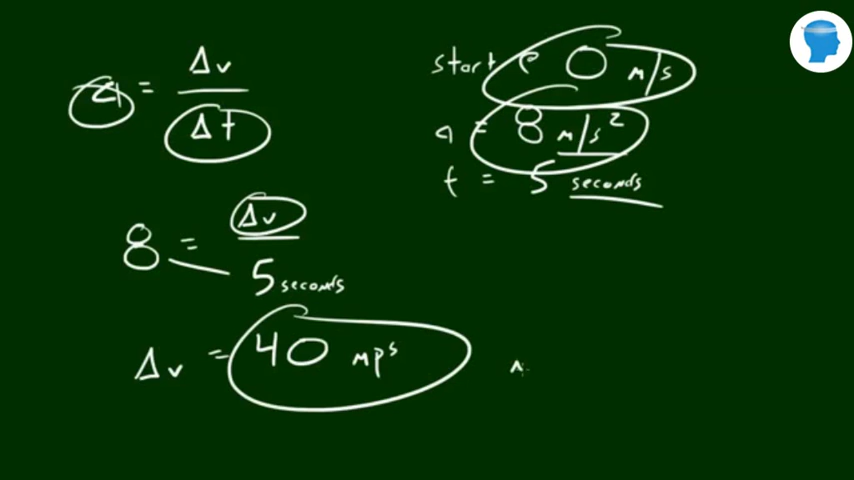 a = Δv / Δt
start @ 0 m/s
a = 8 m/s²
t = 5 seconds
8 = Δv / 5 seconds
Δv = 40 mps